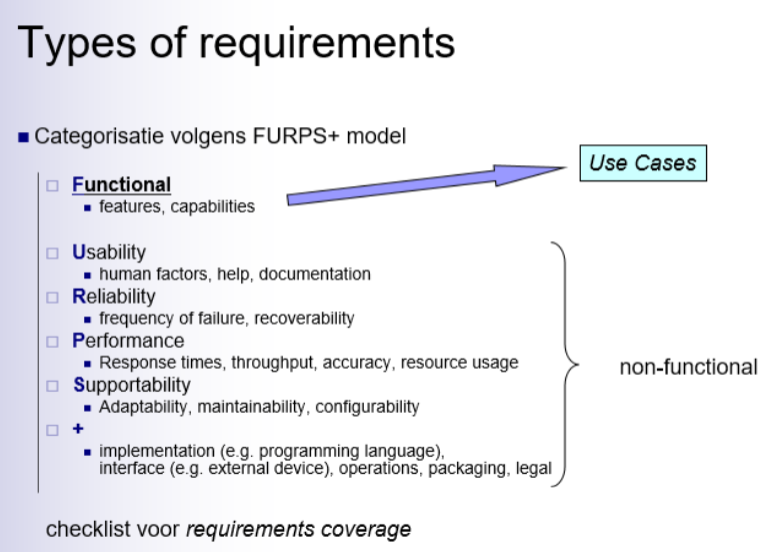 Types of requirements
Categorisatie volgens FURPS+ model
Use Cases
Functional
features, capabilities
Usability
human factors, help, documentation
Reliability
frequency of failure, recoverability
Performance
Response times, throughput, accuracy, resource usage
non-functional
Supportability
Adaptability, maintainability, configurability
+
implementation (e.g. programming language),
interface (e.g. external device), operations, packaging, legal
checklist voor requirements coverage